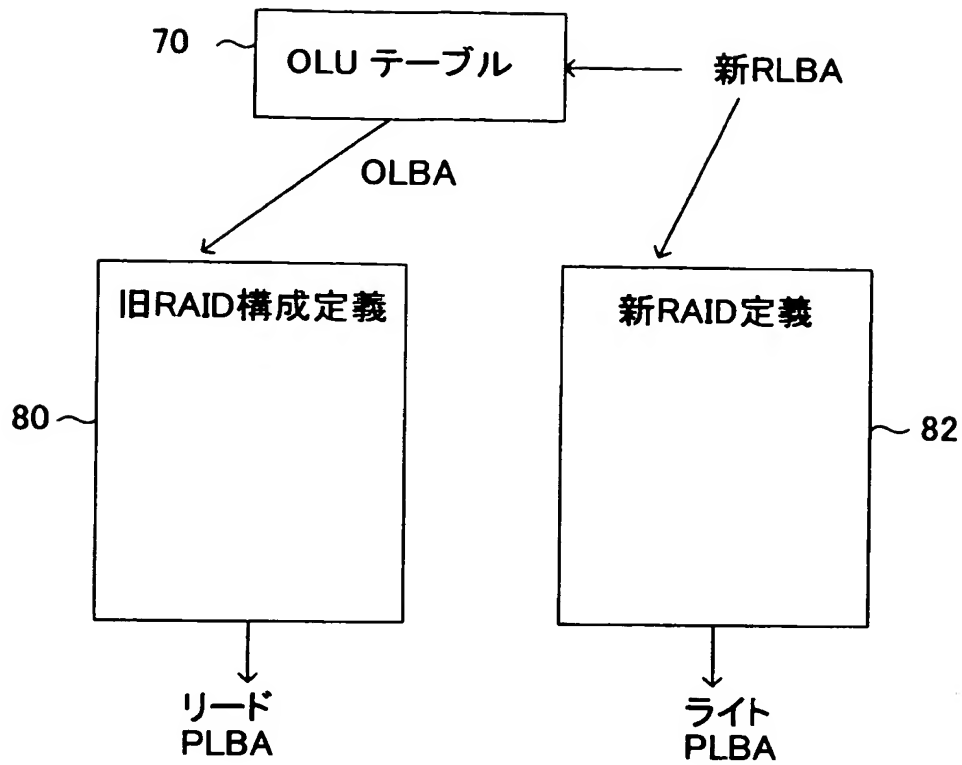 70
OLU テーブル
新RLBA
OLBA
旧RAID構成定義
新RAID定義
80
82
リード
PLBA
ライト
PLBA